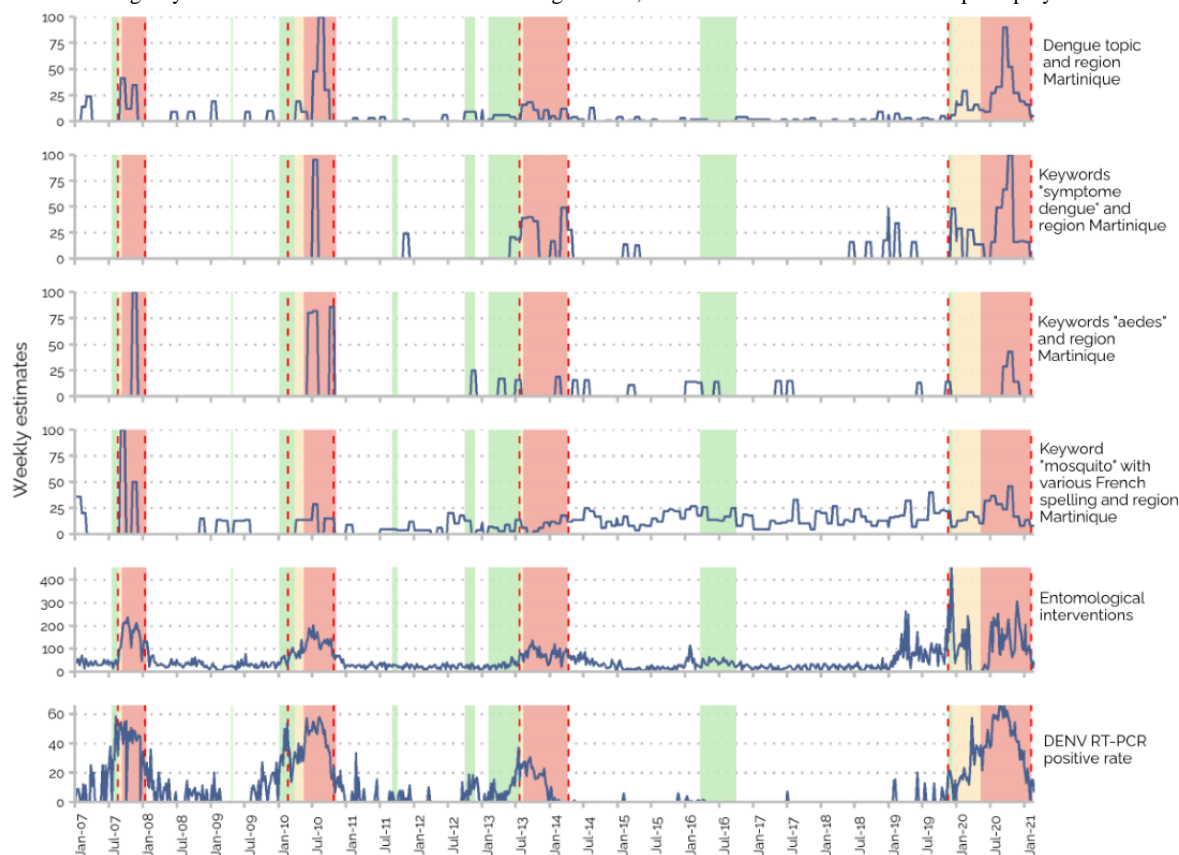 100
75
50
25
0
Dengue topic
and region
Martinique
100
75
50
25
0
Keywords
"symptome
dengue" and
region Martinique
100
75
50
25
0
Keywords "aedes"
and region
Martinique
100
75
50
25
0
Keyword
"mosquito" with
various French
spelling and region
Martinique
Weekly estimates
400
300
200
100
0
Entomological
interventions
60
40
20
0
DENV RT-PCR
positive rate
Jan-07
Jul-07
Jan-08
Jul-08
Jan-09
Jul-09
Jan-10
Jul-10
Jan-11
Jul-11
Jan-12
Jul-12
Jan-13
Jul-13
Jan-14
Jul-14
Jan-15
Jul-15
Jan-16
Jul-16
Jan-17
Jul-17
Jan-18
Jul-18
Jan-19
Jul-19
Jan-20
Jul-20
Jan-21